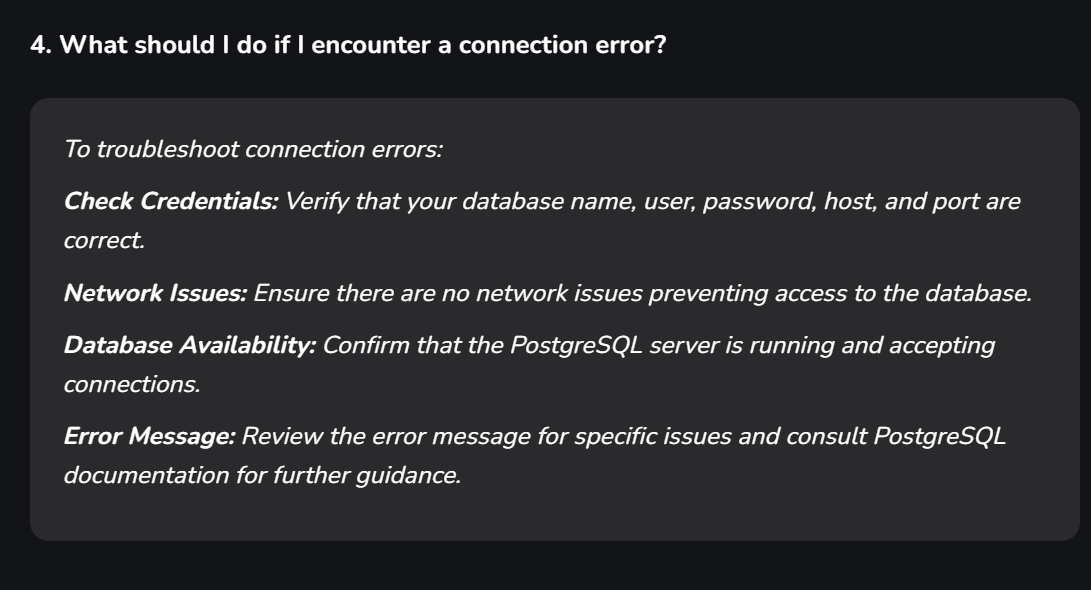 4. What should I do if I encounter a connection error?
To troubleshoot connection errors:
Check Credentials: Verify that your database name, user, password, host, and port are
correct.
Network Issues: Ensure there are no network issues preventing access to the database.
Database Availability: Confirm that the PostgreSQL server is running and accepting
connections.
Error Message: Review the error message for specific issues and consult PostgreSQL
documentation for further guidance.